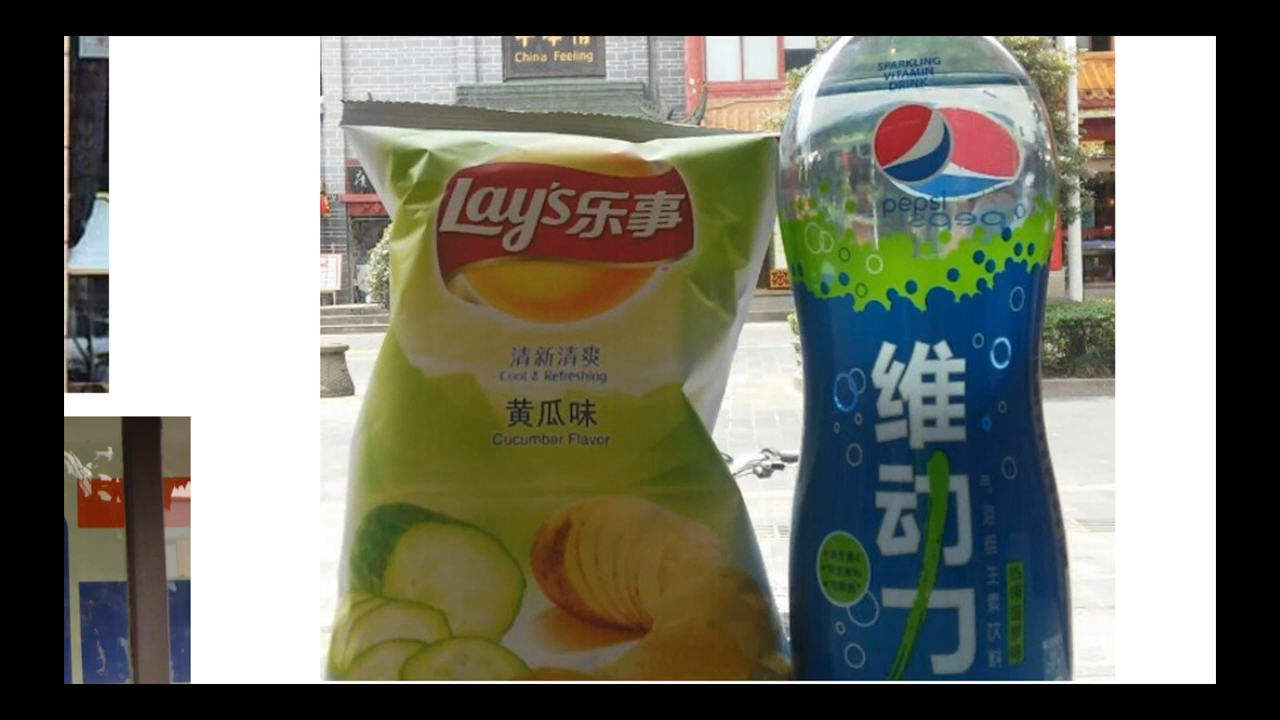 China Feeling
Lay's乐事
清新清爽
Cool & Refreshing
黄瓜味
Cucumber Flavor
SPARKLING
VITAMIN
DRINK
pepsi
维
动
力